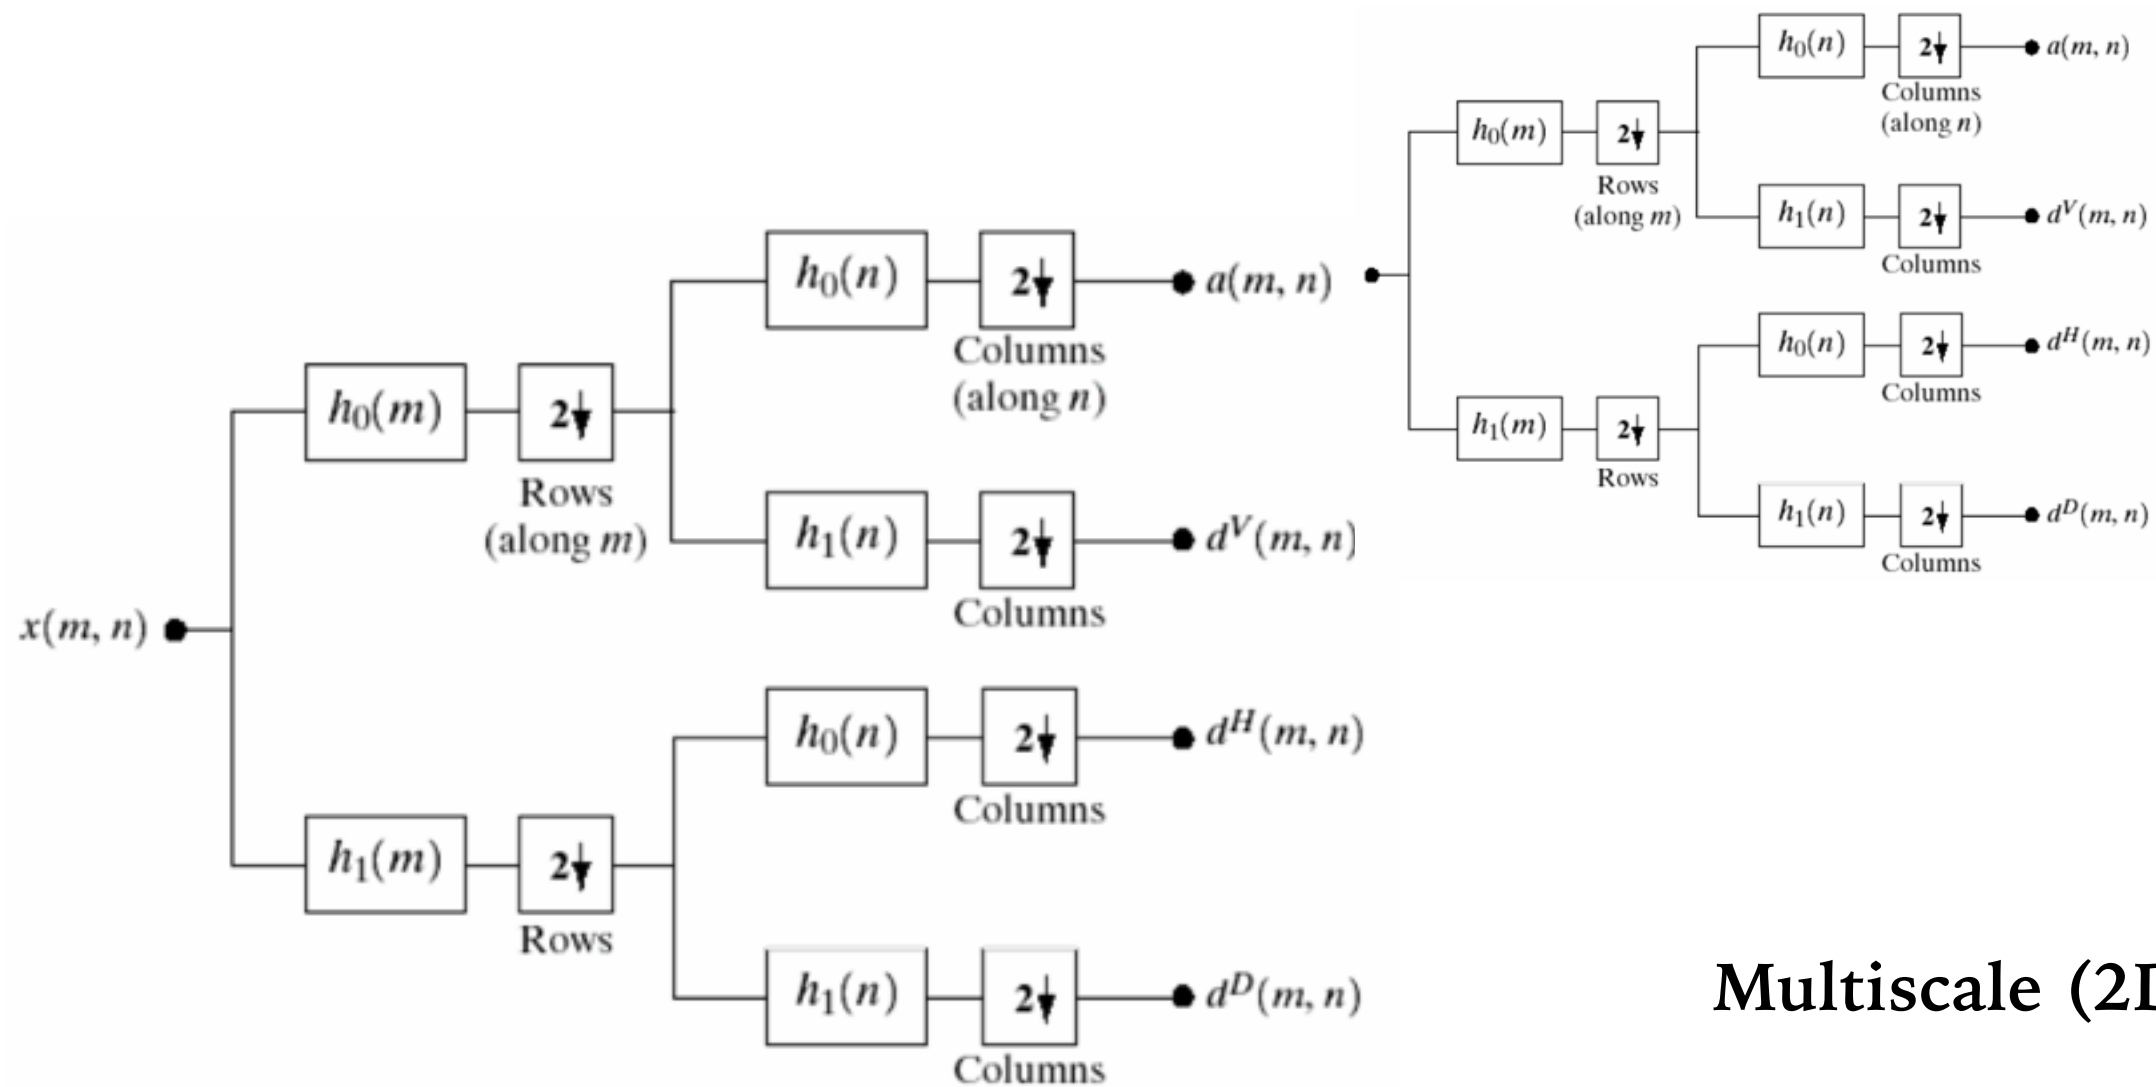 x(m, n)
h₀(m)
2↓
Rows
(along m)
h₀(n)
2↓
Columns
(along n)
a(m, n)
h₁(n)
2↓
Columns
dⱽ(m, n)
h₁(m)
2↓
Rows
h₀(n)
2↓
Columns
dᴴ(m, n)
h₁(n)
2↓
Columns
dᴰ(m, n)
h₀(m)
2↓
Rows
(along m)
h₀(n)
2↓
Columns
(along n)
a(m, n)
h₁(n)
2↓
Columns
dⱽ(m, n)
h₁(m)
2↓
Rows
h₀(n)
2↓
Columns
dᴴ(m, n)
h₁(n)
2↓
Columns
dᴰ(m, n)
Multiscale (2